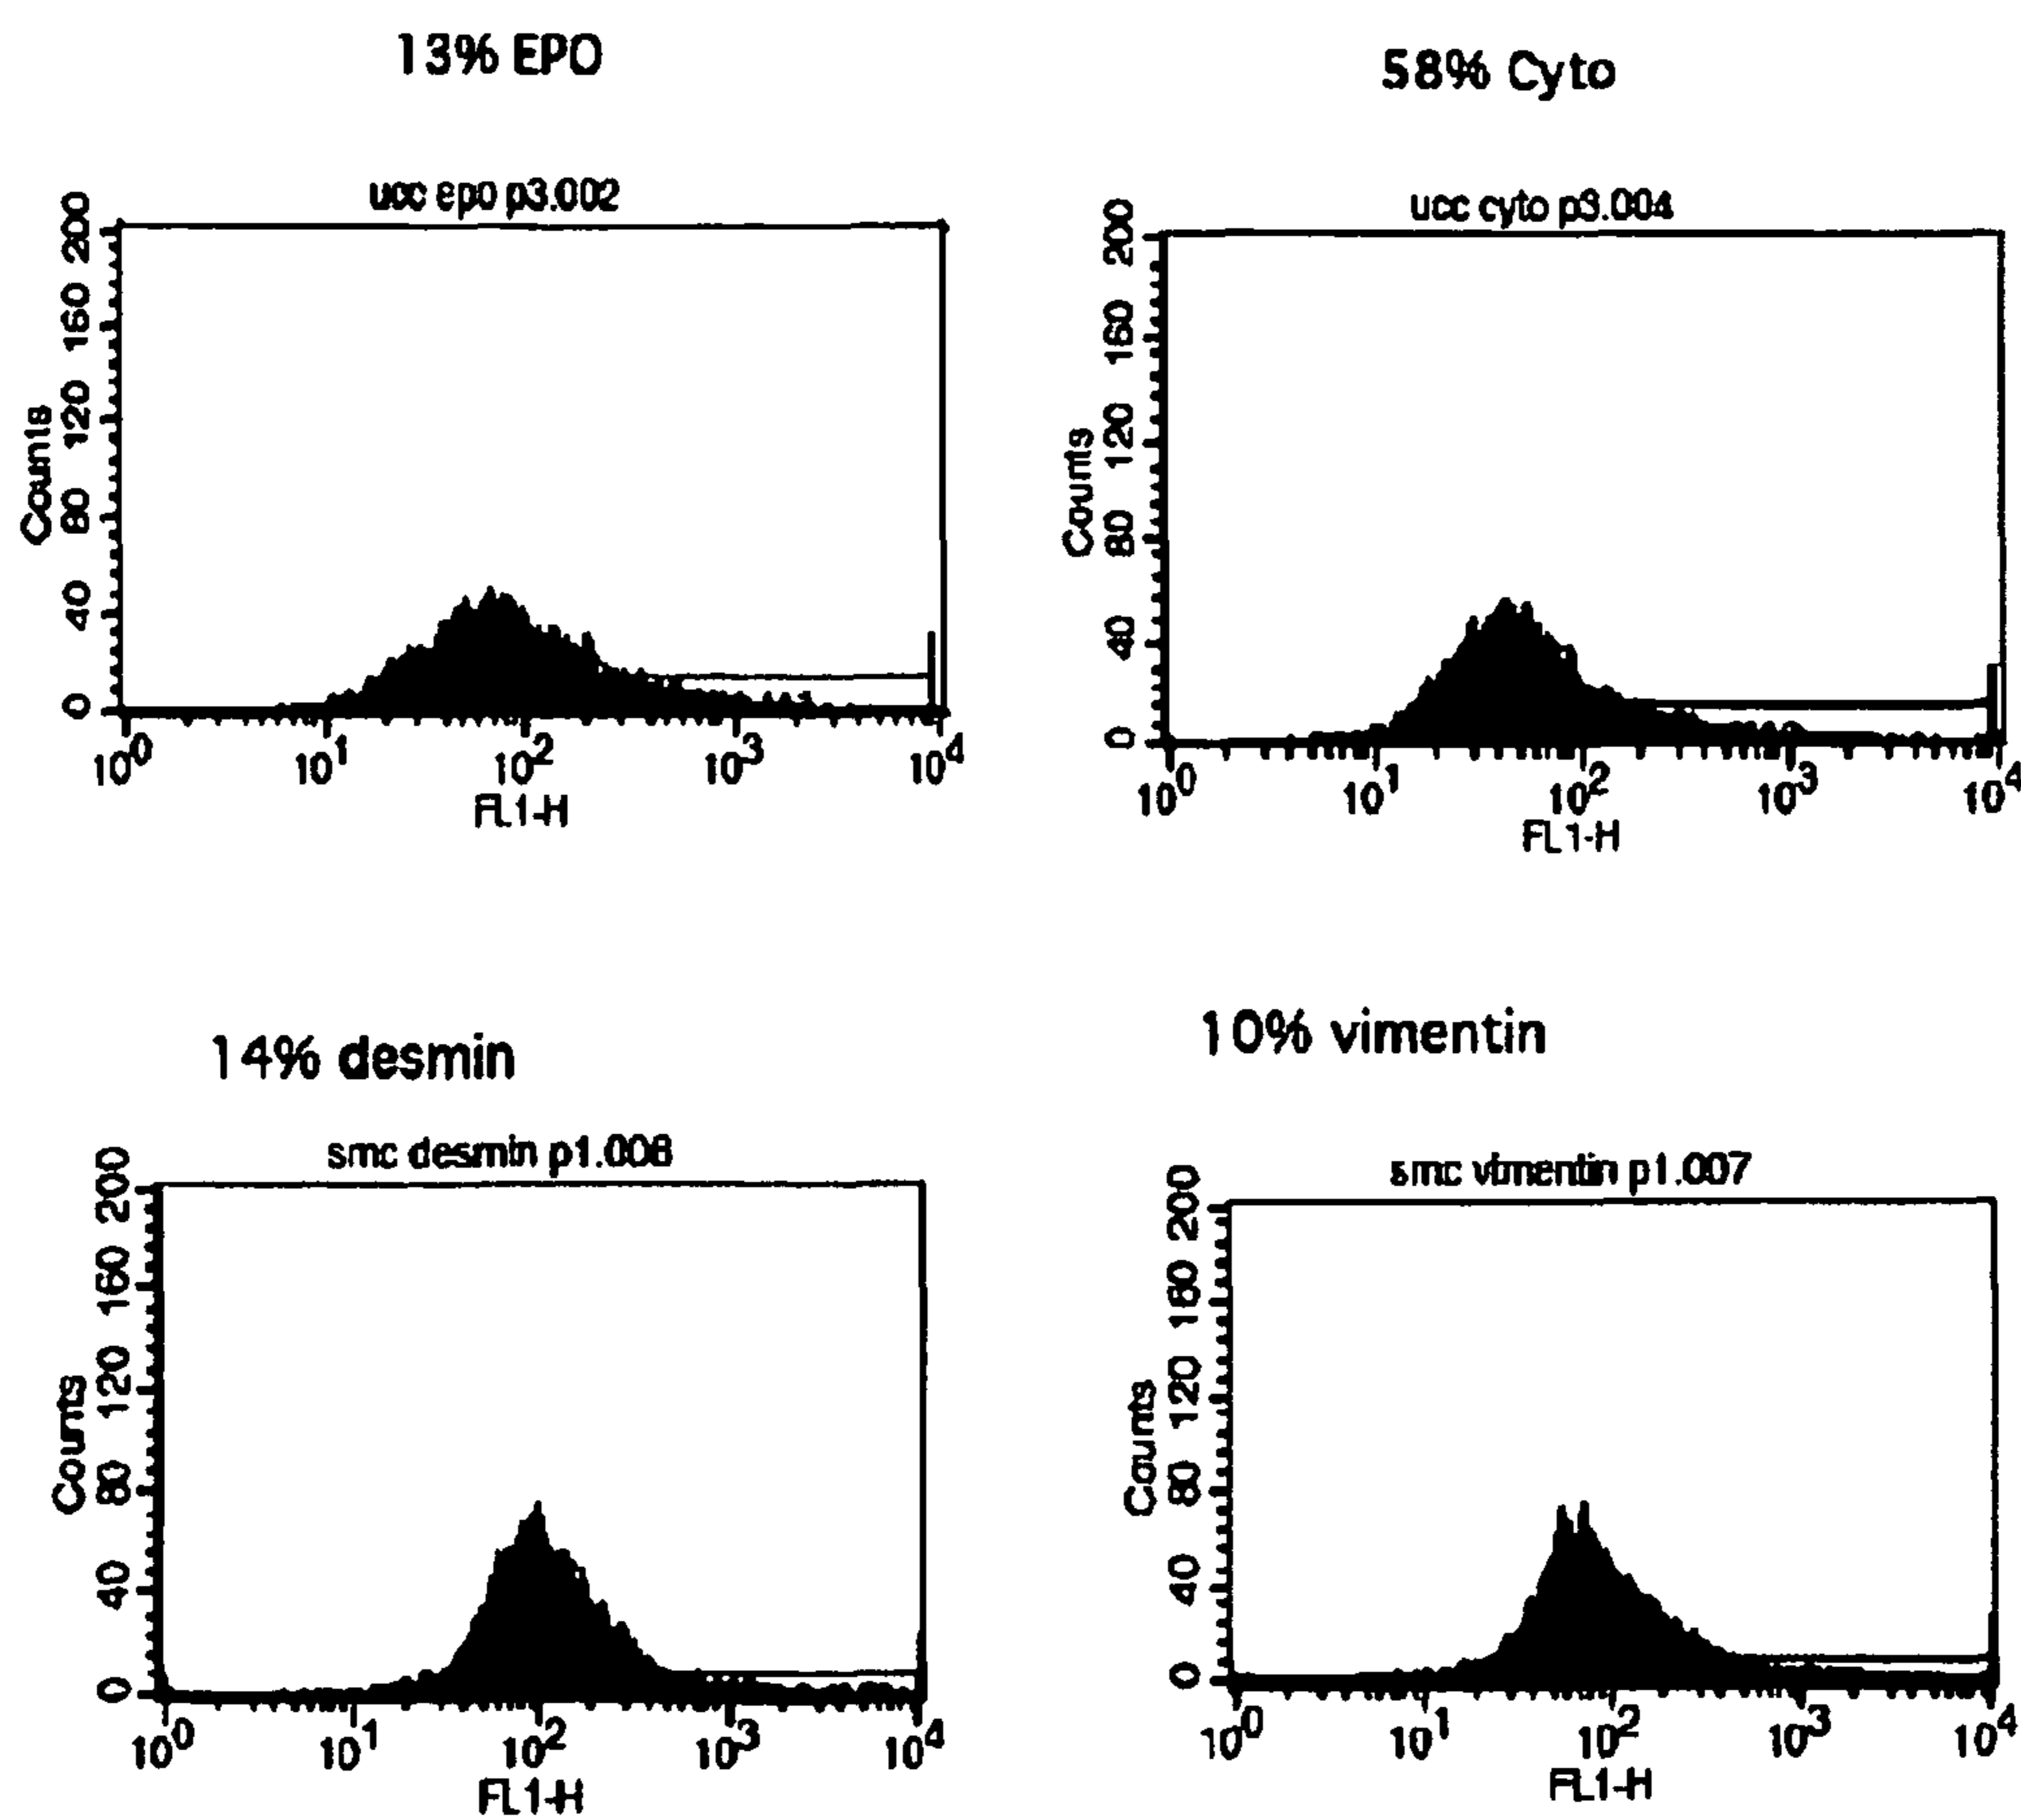 13% EPO
58% Cyto
ucc epo p3.002
200
160
120
80
40
0
Counts
10^0 10^1 10^2 10^3 10^4
FL1-H
ucc cyto p3.004
200
160
120
80
40
0
Counts
10^0 10^1 10^2 10^3 10^4
FL1-H
14% desmin
10% vimentin
smc desmin p1.006
200
160
120
80
40
0
Counts
10^0 10^1 10^2 10^3 10^4
FL1-H
smc vimentin p1.007
200
160
120
80
40
0
Counts
10^0 10^1 10^2 10^3 10^4
FL1-H